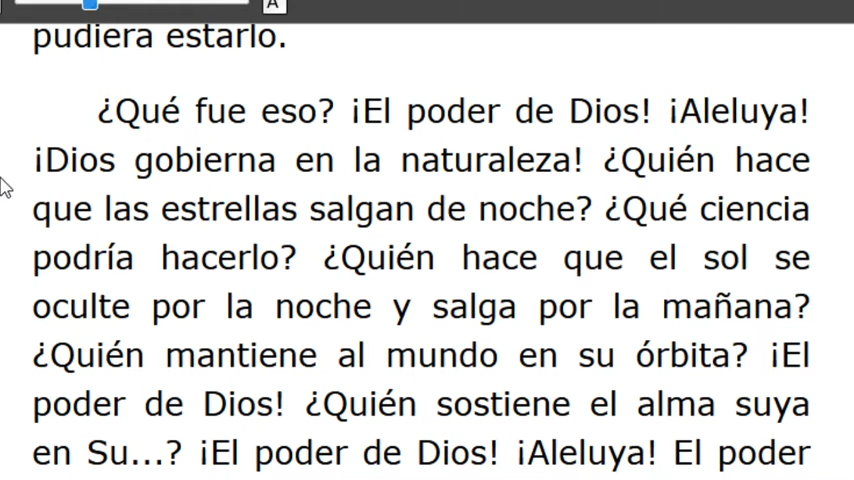 A
pudiera estarlo.
¿Qué fue eso? ¡El poder de Dios! ¡Aleluya!
¡Dios gobierna en la naturaleza! ¿Quién hace
que las estrellas salgan de noche? ¿Qué ciencia
podría hacerlo? ¿Quién hace que el sol se
oculte por la noche y salga por la mañana?
¿Quién mantiene al mundo en su órbita? ¡El
poder de Dios! ¿Quién sostiene el alma suya
en Su...? ¡El poder de Dios! ¡Aleluya! El poder